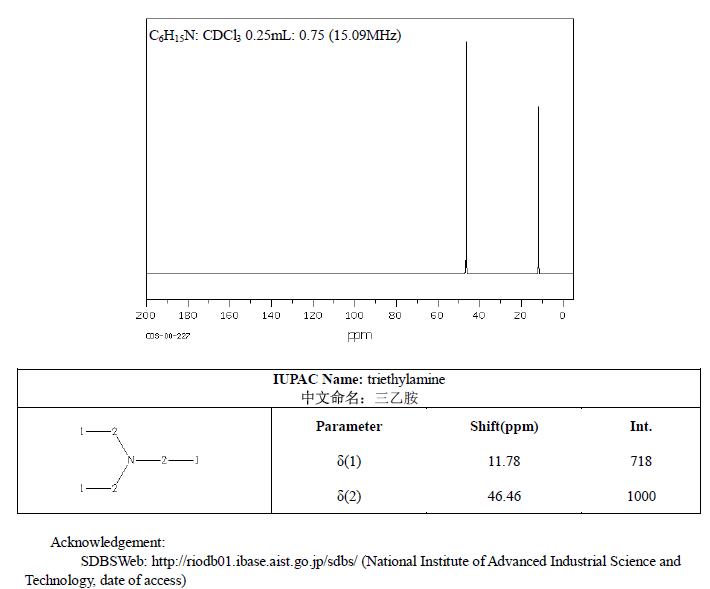 C₆H₁₅N: CDCl₃ 0.25mL: 0.75 (15.09MHz)
200 180 160 140 120 100 80 60 40 20 0
CDS-00-227
ppm
IUPAC Name: triethylamine
中文命名：三乙胺
Parameter Shift(ppm) Int.
1 2
N 2 1
1 2
δ(1) 11.78 718
δ(2) 46.46 1000
Acknowledgement:
SDBSWeb: http://riodb01.ibase.aist.go.jp/sdbs/ (National Institute of Advanced Industrial Science and
Technology, date of access)